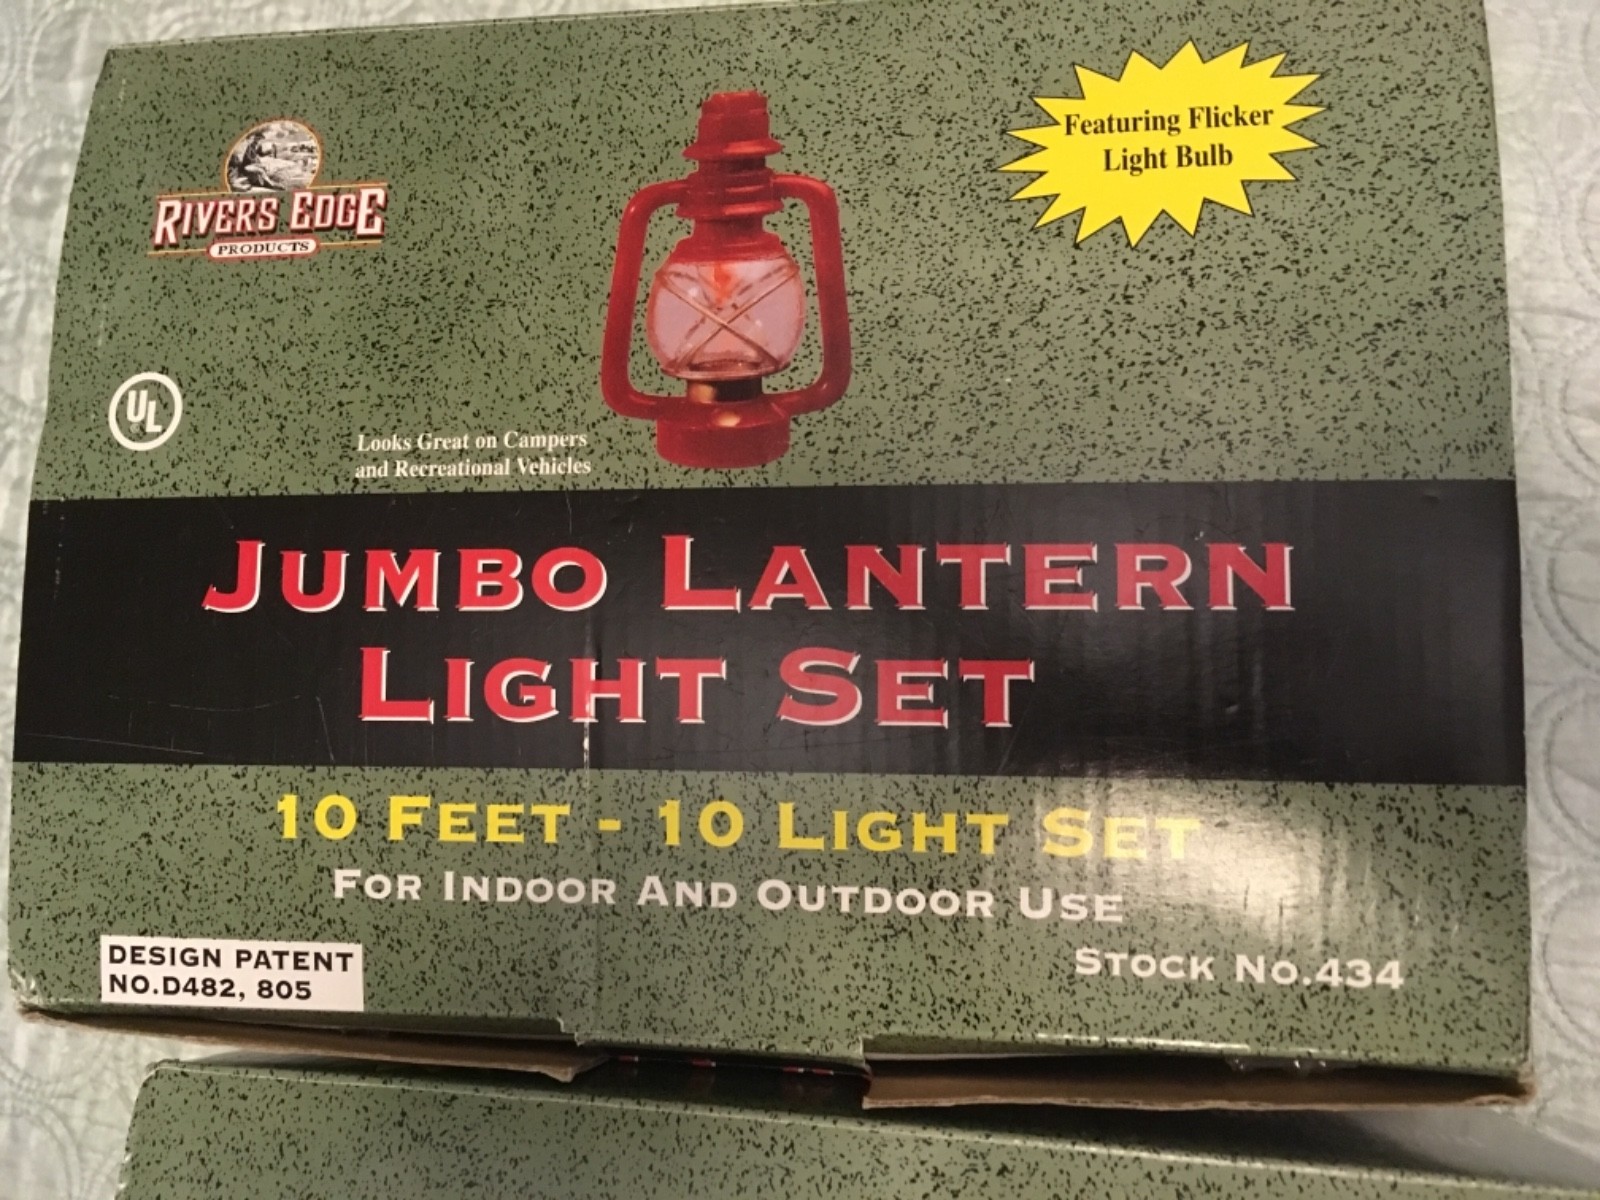 Featuring Flicker
Light Bulb
RIVERS EDGE
PRODUCTS
UL
Looks Great on Campers
and Recreational Vehicles
JUMBO LANTERN
LIGHT SET
10 FEET - 10 LIGHT SET
FOR INDOOR AND OUTDOOR USE
STOCK NO.434
DESIGN PATENT
NO.D482, 805